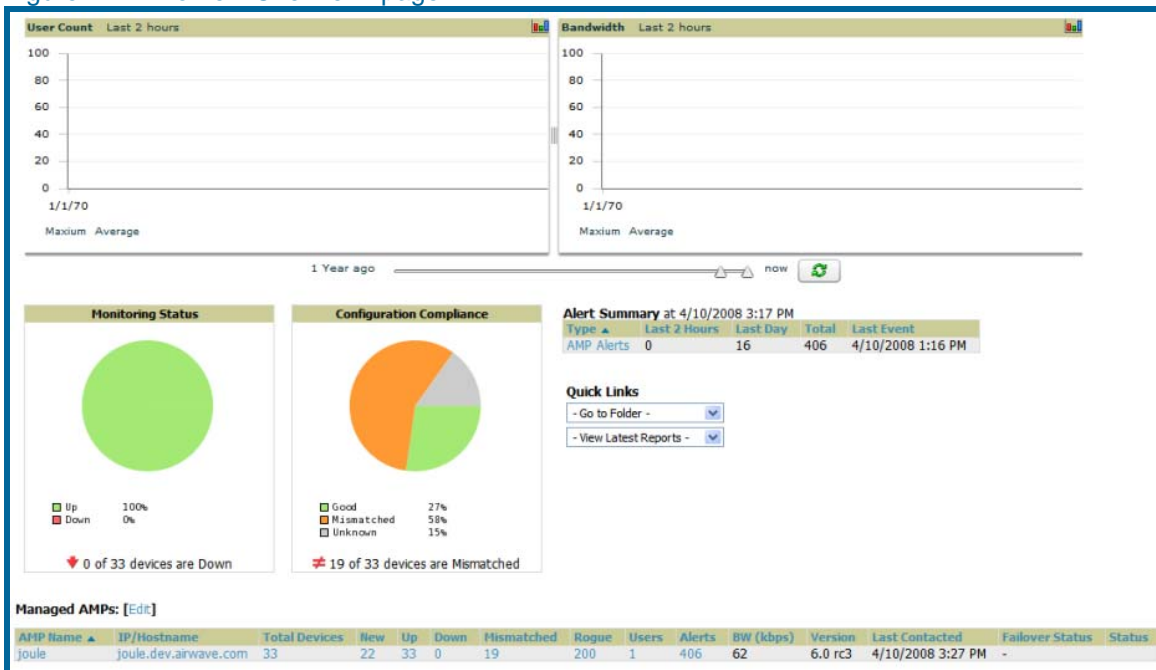 User Count Last 2 hours
100
80
60
40
20
0
1/1/70
Maxium Average
Bandwidth Last 2 hours
100
80
60
40
20
0
1/1/70
Maxium Average
1 Year ago now
Monitoring Status
Up 100%
Down 0%
0 of 33 devices are Down
Configuration Compliance
Good 27%
Mismatched 58%
Unknown 15%
≠ 19 of 33 devices are Mismatched
Alert Summary at 4/10/2008 3:17 PM
Type ▲ Last 2 Hours Last Day Total Last Event
AMP Alerts 0 16 406 4/10/2008 1:16 PM
Quick Links
- Go to Folder -
- View Latest Reports -
Managed AMPs: [Edit]
AMP Name ▲ IP/Hostname Total Devices New Up Down Mismatched Rogue Users Alerts BW (kbps) Version Last Contacted Failover Status Status
joule joule.dev.airwave.com 33 22 33 0 19 200 1 406 62 6.0 rc3 4/10/2008 3:27 PM -